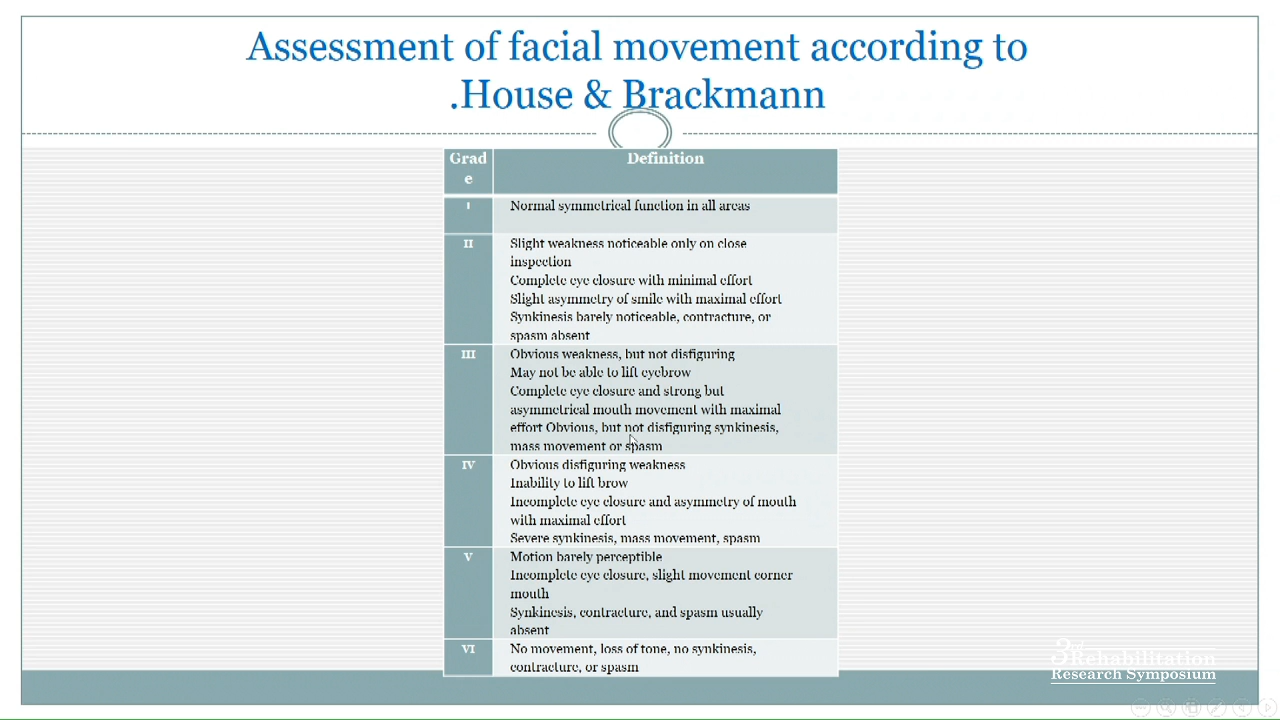 Assessment of facial movement according to
.House & Brackmann
Grad
e
Definition
I
Normal symmetrical function in all areas
II
Slight weakness noticeable only on close
inspection
Complete eye closure with minimal effort
Slight asymmetry of smile with maximal effort
Synkinesis barely noticeable, contracture, or
spasm absent
III
Obvious weakness, but not disfiguring
May not be able to lift eyebrow
Complete eye closure and strong but
asymmetrical mouth movement with maximal
effort Obvious, but not disfiguring synkinesis,
mass movement or spasm
IV
Obvious disfiguring weakness
Inability to lift brow
Incomplete eye closure and asymmetry of mouth
with maximal effort
Severe synkinesis, mass movement, spasm
V
Motion barely perceptible
Incomplete eye closure, slight movement corner
mouth
Synkinesis, contracture, and spasm usually
absent
VI
No movement, loss of tone, no synkinesis,
contracture, or spasm
3rd
Rehabilitation
Research Symposium